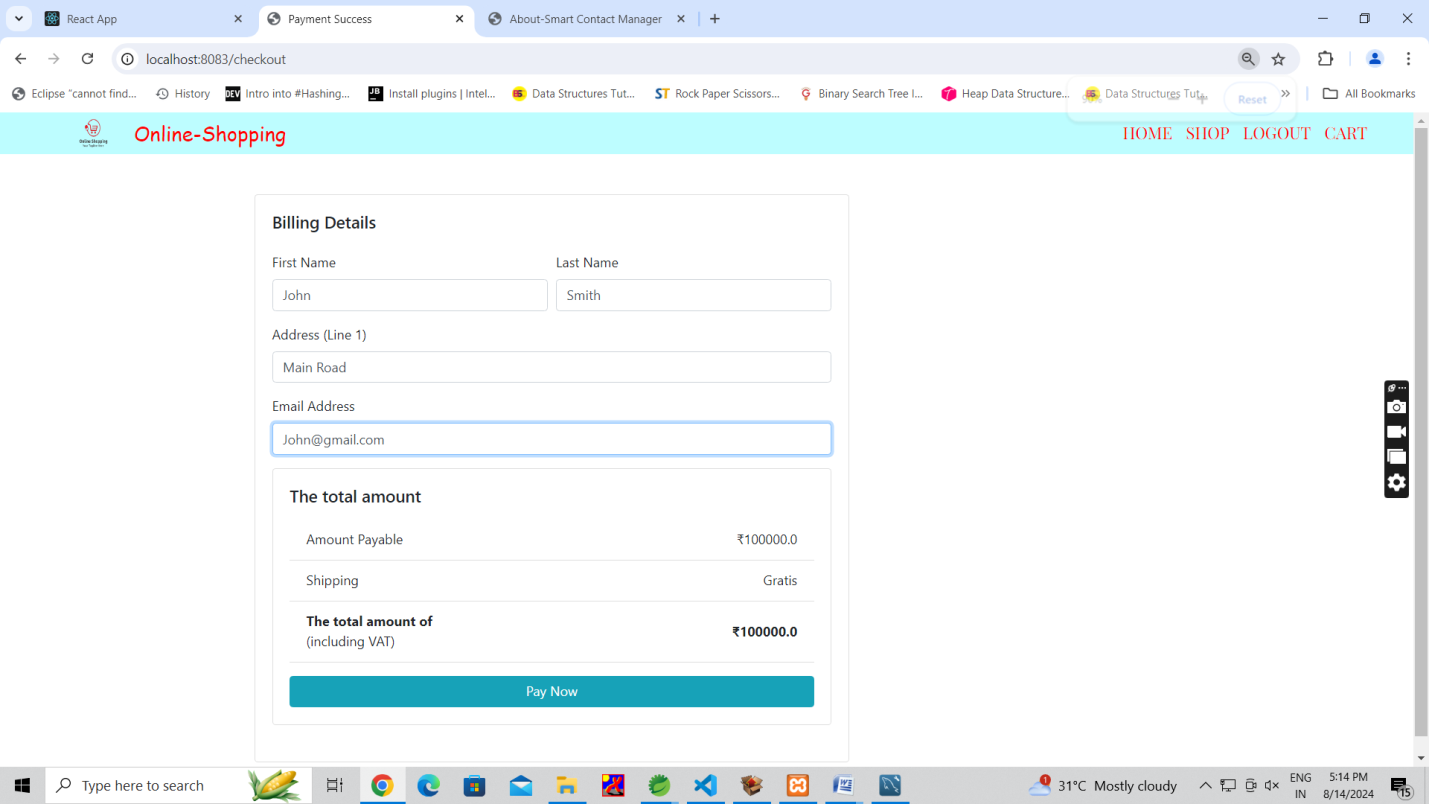 React App
Payment Success
About-Smart Contact Manager
localhost:8083/checkout
Eclipse "cannot find...
History
DEV
Intro into #Hashing...
Install plugins | Intel...
Data Structures Tut...
ST
Rock Paper Scissors...
Binary Search Tree I...
Heap Data Structure...
Data Structures Tut...
90%
Reset
All Bookmarks
Online-Shopping
HOME SHOP LOGOUT CART
Billing Details
First Name
Last Name
John
Smith
Address (Line 1)
Main Road
Email Address
John@gmail.com
The total amount
Amount Payable
₹100000.0
Shipping
Gratis
The total amount of
(including VAT)
₹100000.0
Pay Now
Type here to search
1
31°C Mostly cloudy
ENG
IN
5:14 PM
8/14/2024
15